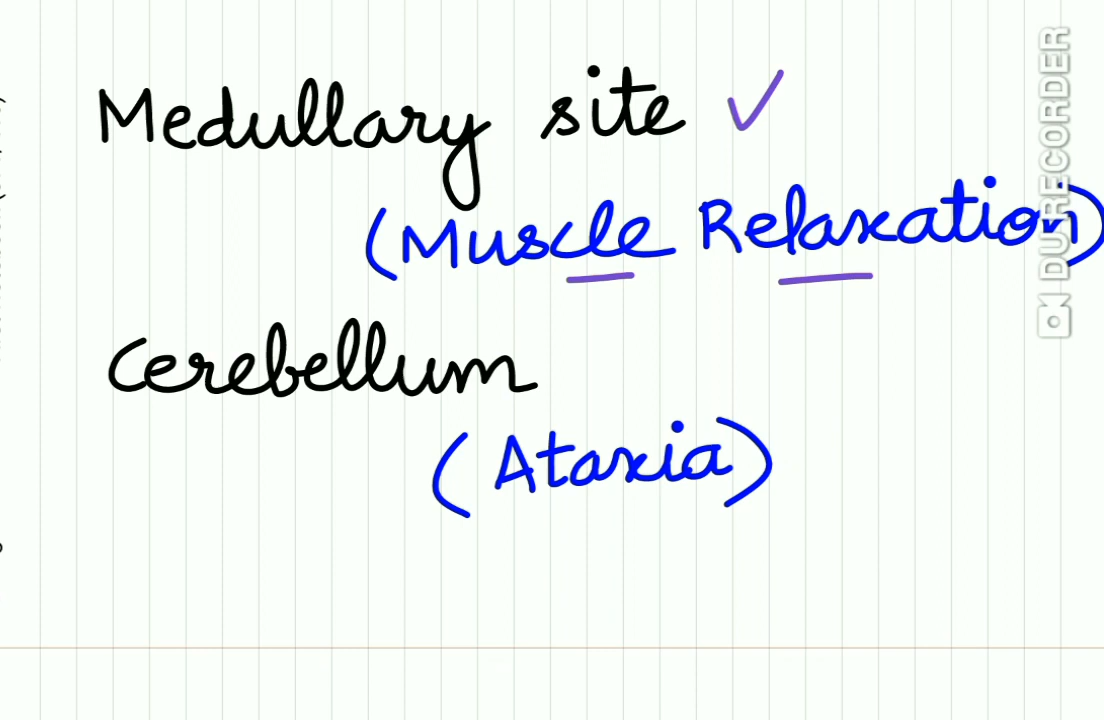 Medullary site ✓
(Muscle Relaxation)
Cerebellum
(Ataxia)
DU RECORDER